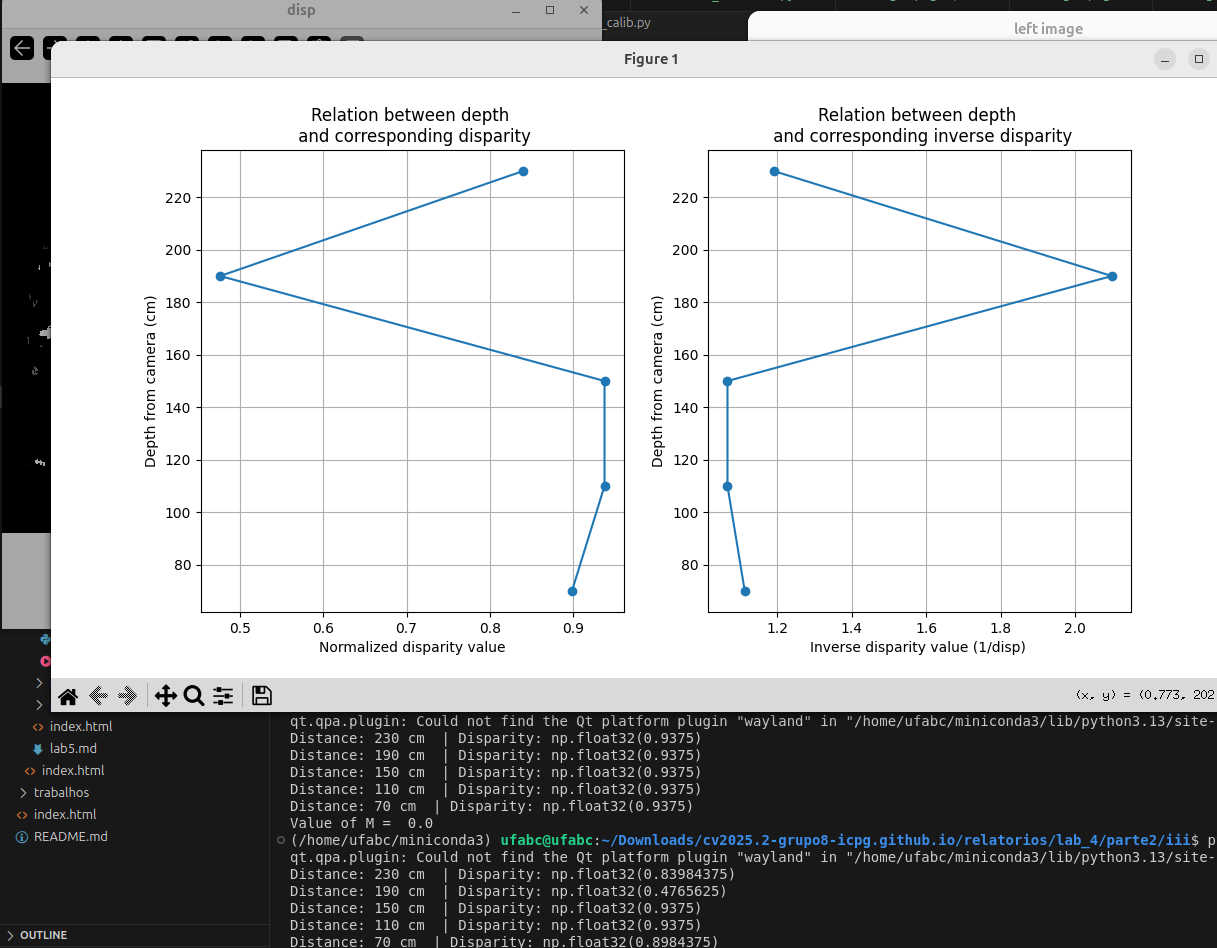 disp
_calib.py
left image
Figure 1
Relation between depth
and corresponding disparity
220
200
180
160
140
120
100
80
Depth from camera (cm)
0.5 0.6 0.7 0.8 0.9
Normalized disparity value
Relation between depth
and corresponding inverse disparity
220
200
180
160
140
120
100
80
Depth from camera (cm)
1.2 1.4 1.6 1.8 2.0
Inverse disparity value (1/disp)
(x, y) = (0.773, 202
index.html
lab5.md
index.html
trabalhos
index.html
README.md
OUTLINE
qt.qpa.plugin: Could not find the Qt platform plugin "wayland" in "/home/ufabc/miniconda3/lib/python3.13/site-
Distance: 230 cm | Disparity: np.float32(0.9375)
Distance: 190 cm | Disparity: np.float32(0.9375)
Distance: 150 cm | Disparity: np.float32(0.9375)
Distance: 110 cm | Disparity: np.float32(0.9375)
Distance: 70 cm | Disparity: np.float32(0.9375)
Value of M = 0.0
(/home/ufabc/miniconda3) ufabc@ufabc:~/Downloads/cv2025.2-grupo8-icpg.github.io/relatorios/lab_4/parte2/iii$ p
qt.qpa.plugin: Could not find the Qt platform plugin "wayland" in "/home/ufabc/miniconda3/lib/python3.13/site-
Distance: 230 cm | Disparity: np.float32(0.83984375)
Distance: 190 cm | Disparity: np.float32(0.4765625)
Distance: 150 cm | Disparity: np.float32(0.9375)
Distance: 110 cm | Disparity: np.float32(0.9375)
Distance: 70 cm | Disparity: np.float32(0.8984375)